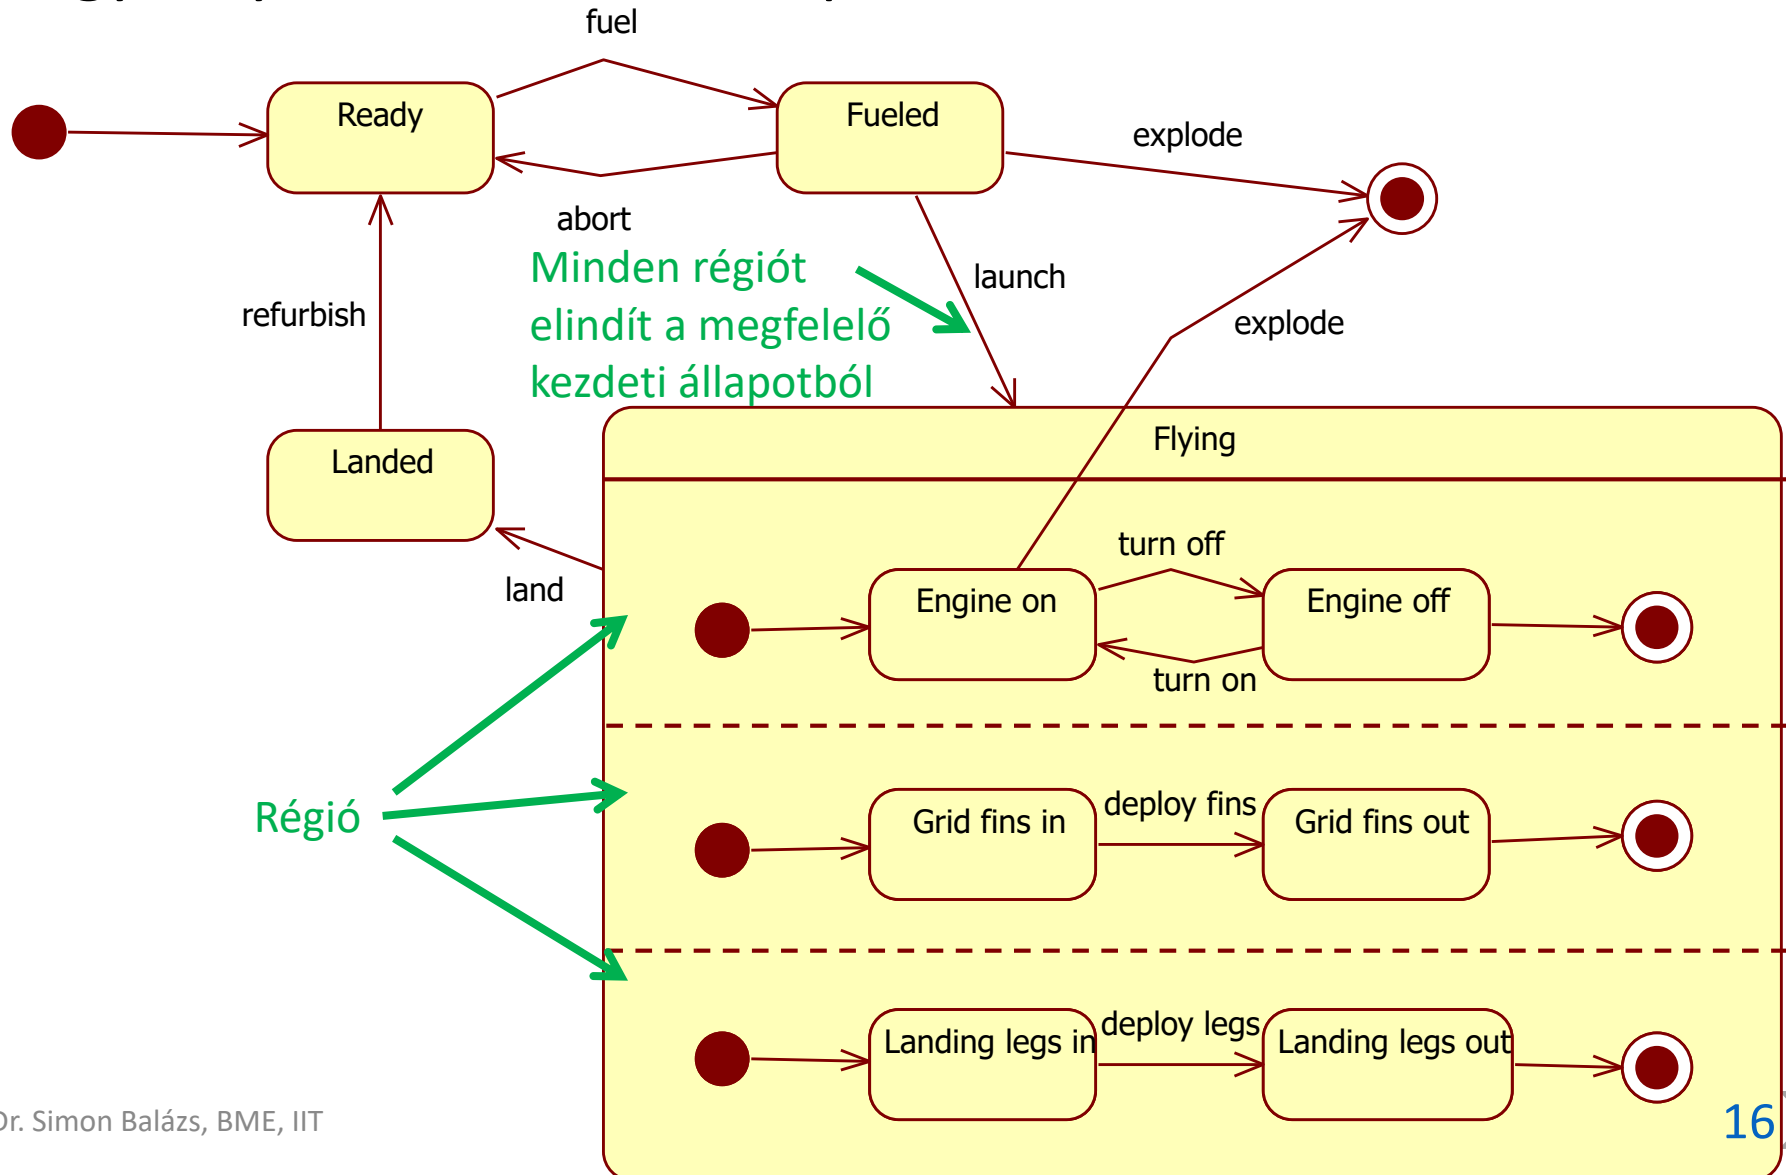 fuel
Ready
Fueled
explode
abort
Minden régiót
elindít a megfelelő
kezdeti állapotból
launch
refurbish
explode
Flying
Landed
land
turn off
Engine on
Engine off
turn on
Régió
Grid fins in
deploy fins
Grid fins out
Landing legs in
deploy legs
Landing legs out
Dr. Simon Balázs, BME, IIT
16